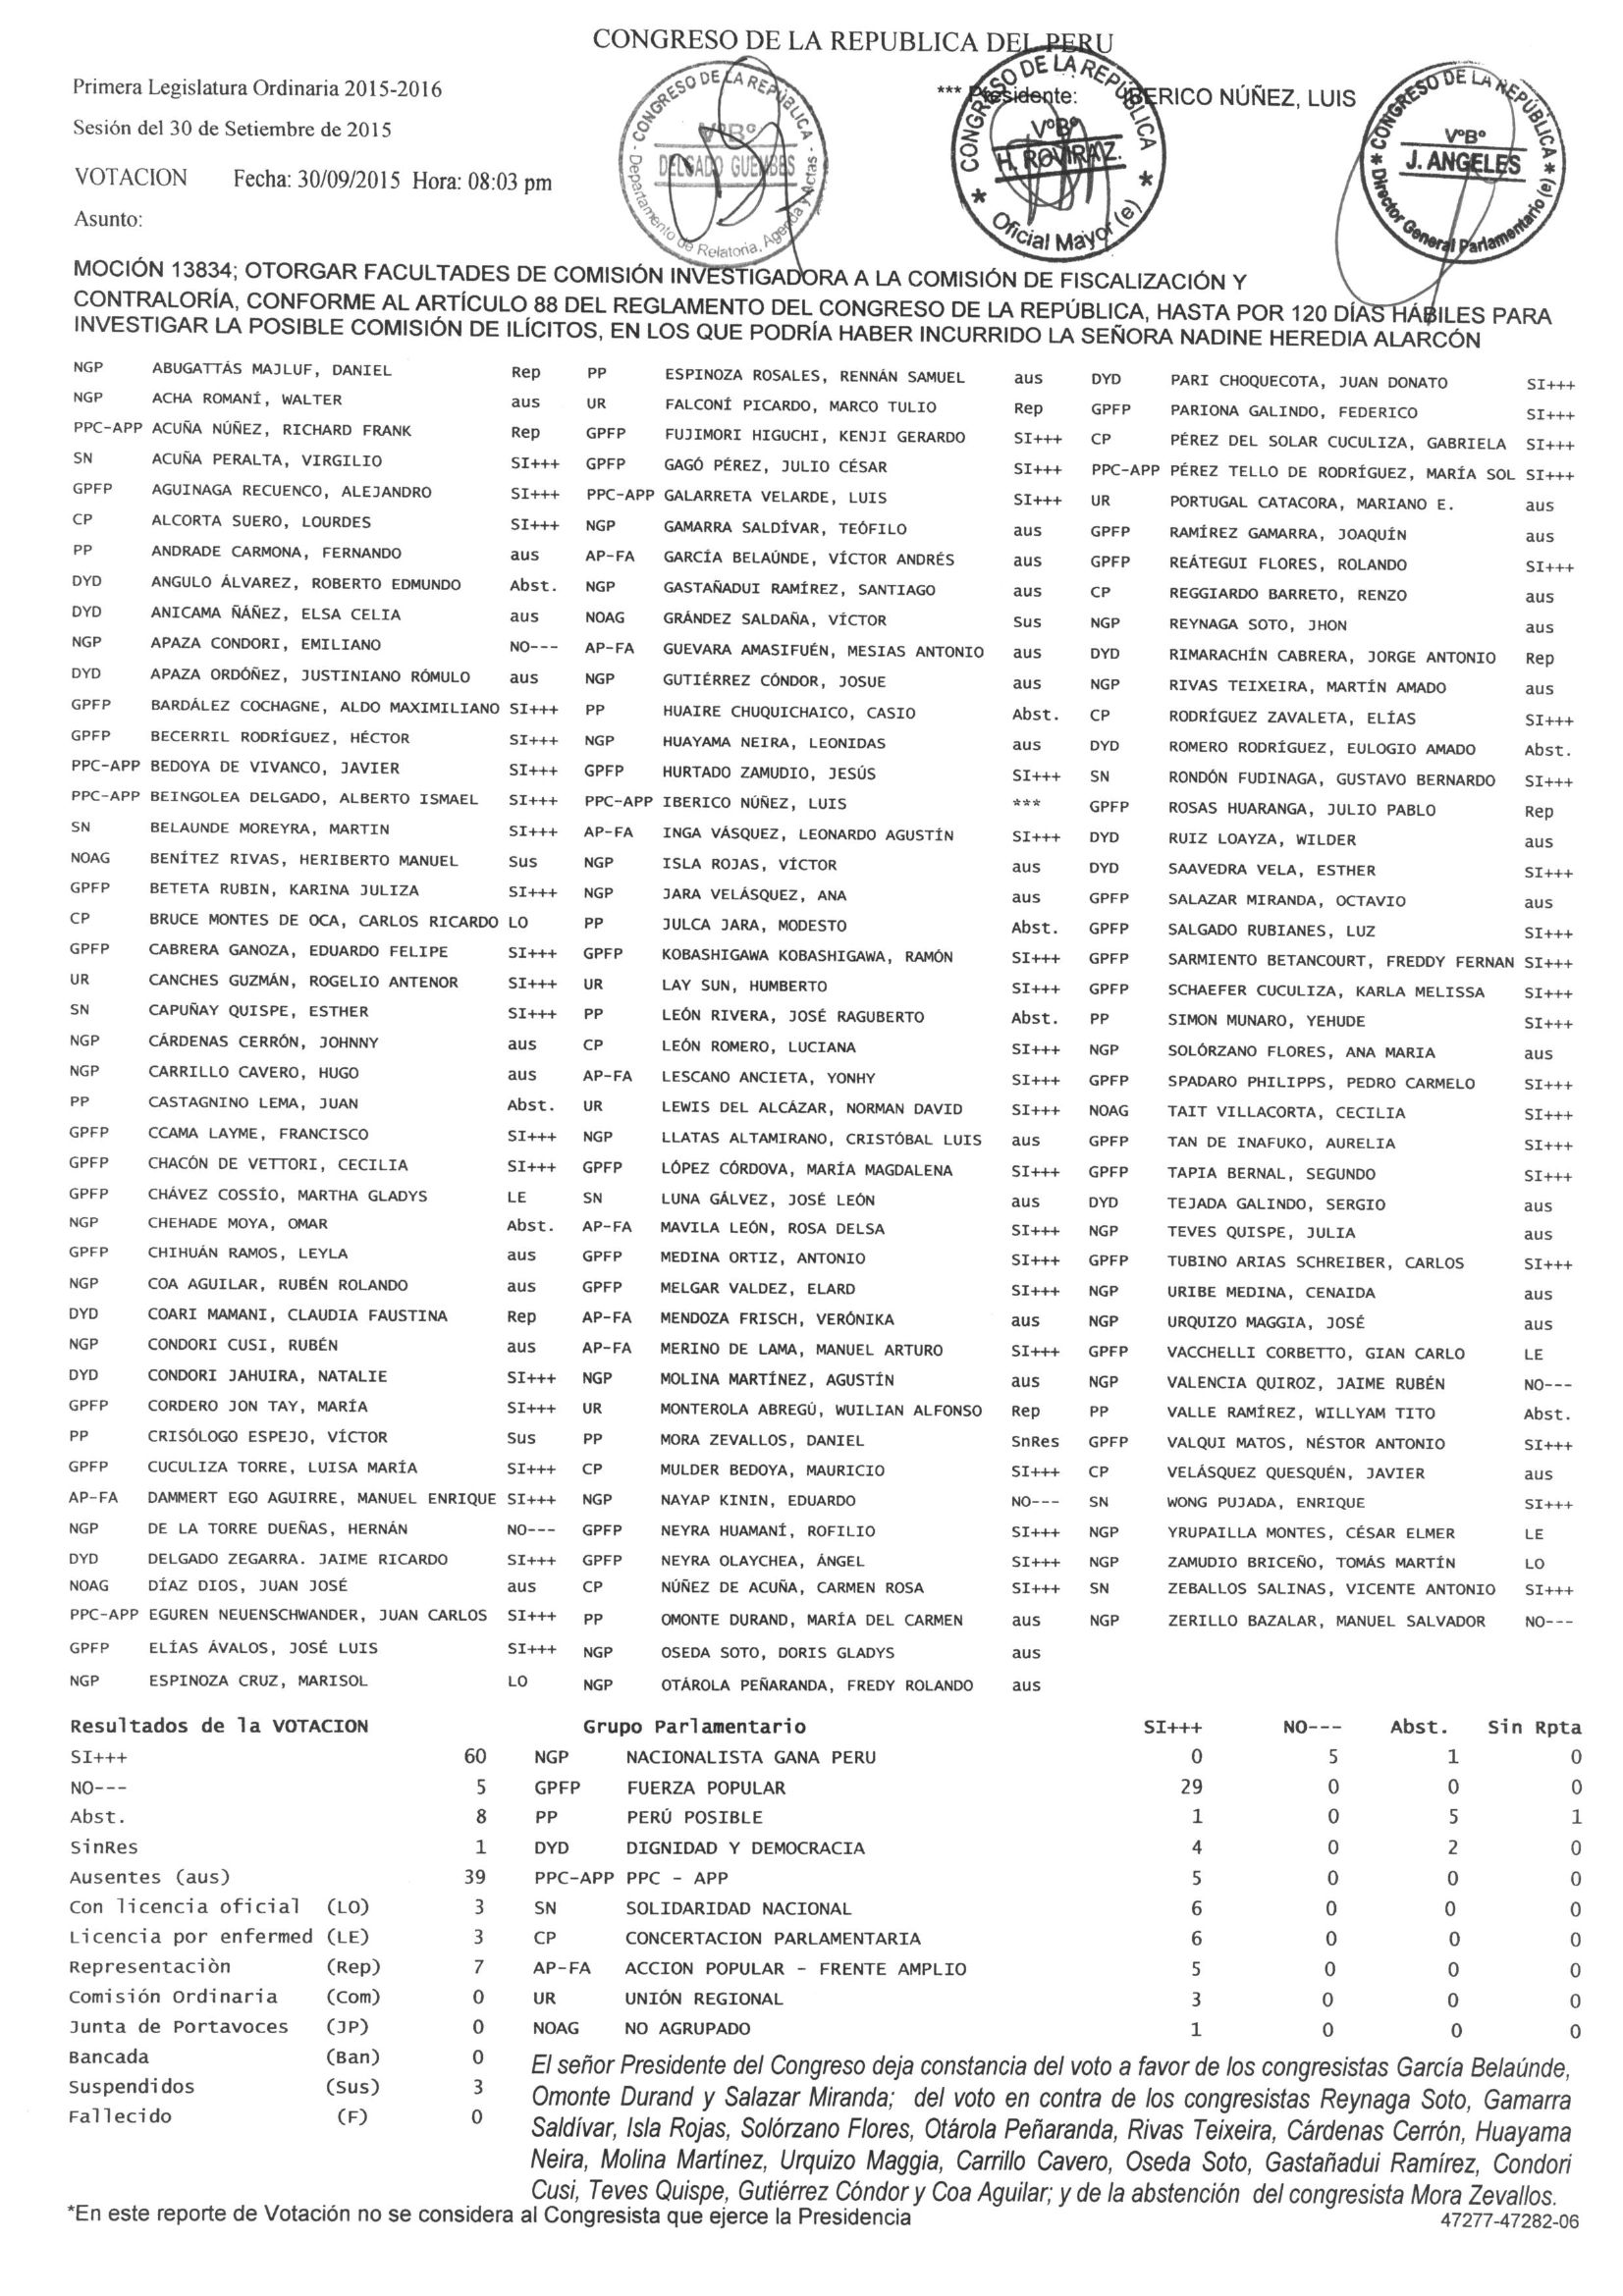 CONGRESO DE LA REPUBLICA DEL PERU
Primera Legislatura Ordinaria 2015-2016
*** Presidente: IBERICO NÚÑEZ, LUIS
Sesión del 30 de Setiembre de 2015
VOTACION Fecha: 30/09/2015 Hora: 08:03 pm
Asunto:
CONGRESO DE LA REPÚBLICA - VºBº DELGADO GUEMBES Departamento de Relatoria, Agenda y Actas -
CONGRESO DE LA REPÚBLICA VºBº H. ROVIRA Z. * Oficial Mayor (e) *
* CONGRESO DE LA REPÚBLICA * VºBº J. ANGELES Director General Parlamentario (e)
MOCIÓN 13834; OTORGAR FACULTADES DE COMISIÓN INVESTIGADORA A LA COMISIÓN DE FISCALIZACIÓN Y
CONTRALORÍA, CONFORME AL ARTÍCULO 88 DEL REGLAMENTO DEL CONGRESO DE LA REPÚBLICA, HASTA POR 120 DÍAS HÁBILES PARA
INVESTIGAR LA POSIBLE COMISIÓN DE ILÍCITOS, EN LOS QUE PODRÍA HABER INCURRIDO LA SEÑORA NADINE HEREDIA ALARCÓN
NGP ABUGATTÁS MAJLUF, DANIEL Rep PP ESPINOZA ROSALES, RENNÁN SAMUEL aus DYD PARI CHOQUECOTA, JUAN DONATO SI+++
NGP ACHA ROMANÍ, WALTER aus UR FALCONÍ PICARDO, MARCO TULIO Rep GPFP PARIONA GALINDO, FEDERICO SI+++
PPC-APP ACUÑA NÚÑEZ, RICHARD FRANK Rep GPFP FUJIMORI HIGUCHI, KENJI GERARDO SI+++ CP PÉREZ DEL SOLAR CUCULIZA, GABRIELA SI+++
SN ACUÑA PERALTA, VIRGILIO SI+++ GPFP GAGÓ PÉREZ, JULIO CÉSAR SI+++ PPC-APP PÉREZ TELLO DE RODRÍGUEZ, MARÍA SOL SI+++
GPFP AGUINAGA RECUENCO, ALEJANDRO SI+++ PPC-APP GALARRETA VELARDE, LUIS SI+++ UR PORTUGAL CATACORA, MARIANO E. aus
CP ALCORTA SUERO, LOURDES SI+++ NGP GAMARRA SALDÍVAR, TEÓFILO aus GPFP RAMÍREZ GAMARRA, JOAQUÍN aus
PP ANDRADE CARMONA, FERNANDO aus AP-FA GARCÍA BELAÚNDE, VÍCTOR ANDRÉS aus GPFP REÁTEGUI FLORES, ROLANDO SI+++
DYD ANGULO ÁLVAREZ, ROBERTO EDMUNDO Abst. NGP GASTAÑADUI RAMÍREZ, SANTIAGO aus CP REGGIARDO BARRETO, RENZO aus
DYD ANICAMA ÑÁÑEZ, ELSA CELIA aus NOAG GRÁNDEZ SALDAÑA, VÍCTOR Sus NGP REYNAGA SOTO, JHON aus
NGP APAZA CONDORI, EMILIANO NO--- AP-FA GUEVARA AMASIFUÉN, MESIAS ANTONIO aus DYD RIMARACHÍN CABRERA, JORGE ANTONIO Rep
DYD APAZA ORDÓÑEZ, JUSTINIANO RÓMULO aus NGP GUTIÉRREZ CÓNDOR, JOSUE aus NGP RIVAS TEIXEIRA, MARTÍN AMADO aus
GPFP BARDÁLEZ COCHAGNE, ALDO MAXIMILIANO SI+++ PP HUAIRE CHUQUICHAICO, CASIO Abst. CP RODRÍGUEZ ZAVALETA, ELÍAS SI+++
GPFP BECERRIL RODRÍGUEZ, HÉCTOR SI+++ NGP HUAYAMA NEIRA, LEONIDAS aus DYD ROMERO RODRÍGUEZ, EULOGIO AMADO Abst.
PPC-APP BEDOYA DE VIVANCO, JAVIER SI+++ GPFP HURTADO ZAMUDIO, JESÚS SI+++ SN RONDÓN FUDINAGA, GUSTAVO BERNARDO SI+++
PPC-APP BEINGOLEA DELGADO, ALBERTO ISMAEL SI+++ PPC-APP IBERICO NÚÑEZ, LUIS *** GPFP ROSAS HUARANGA, JULIO PABLO Rep
SN BELAUNDE MOREYRA, MARTIN SI+++ AP-FA INGA VÁSQUEZ, LEONARDO AGUSTÍN SI+++ DYD RUIZ LOAYZA, WILDER aus
NOAG BENÍTEZ RIVAS, HERIBERTO MANUEL Sus NGP ISLA ROJAS, VÍCTOR aus DYD SAAVEDRA VELA, ESTHER SI+++
GPFP BETETA RUBIN, KARINA JULIZA SI+++ NGP JARA VELÁSQUEZ, ANA aus GPFP SALAZAR MIRANDA, OCTAVIO aus
CP BRUCE MONTES DE OCA, CARLOS RICARDO LO PP JULCA JARA, MODESTO Abst. GPFP SALGADO RUBIANES, LUZ SI+++
GPFP CABRERA GANOZA, EDUARDO FELIPE SI+++ GPFP KOBASHIGAWA KOBASHIGAWA, RAMÓN SI+++ GPFP SARMIENTO BETANCOURT, FREDDY FERNAN SI+++
UR CANCHES GUZMÁN, ROGELIO ANTENOR SI+++ UR LAY SUN, HUMBERTO SI+++ GPFP SCHAEFER CUCULIZA, KARLA MELISSA SI+++
SN CAPUÑAY QUISPE, ESTHER SI+++ PP LEÓN RIVERA, JOSÉ RAGUBERTO Abst. PP SIMON MUNARO, YEHUDE SI+++
NGP CÁRDENAS CERRÓN, JOHNNY aus CP LEÓN ROMERO, LUCIANA SI+++ NGP SOLÓRZANO FLORES, ANA MARIA aus
NGP CARRILLO CAVERO, HUGO aus AP-FA LESCANO ANCIETA, YONHY SI+++ GPFP SPADARO PHILIPPS, PEDRO CARMELO SI+++
PP CASTAGNINO LEMA, JUAN Abst. UR LEWIS DEL ALCÁZAR, NORMAN DAVID SI+++ NOAG TAIT VILLACORTA, CECILIA SI+++
GPFP CCAMA LAYME, FRANCISCO SI+++ NGP LLATAS ALTAMIRANO, CRISTÓBAL LUIS aus GPFP TAN DE INAFUKO, AURELIA SI+++
GPFP CHACÓN DE VETTORI, CECILIA SI+++ GPFP LÓPEZ CÓRDOVA, MARÍA MAGDALENA SI+++ GPFP TAPIA BERNAL, SEGUNDO SI+++
GPFP CHÁVEZ COSSÍO, MARTHA GLADYS LE SN LUNA GÁLVEZ, JOSÉ LEÓN aus DYD TEJADA GALINDO, SERGIO aus
NGP CHEHADE MOYA, OMAR Abst. AP-FA MAVILA LEÓN, ROSA DELSA SI+++ NGP TEVES QUISPE, JULIA aus
GPFP CHIHUÁN RAMOS, LEYLA aus GPFP MEDINA ORTIZ, ANTONIO SI+++ GPFP TUBINO ARIAS SCHREIBER, CARLOS SI+++
NGP COA AGUILAR, RUBÉN ROLANDO aus GPFP MELGAR VALDEZ, ELARD SI+++ NGP URIBE MEDINA, CENAIDA aus
DYD COARI MAMANI, CLAUDIA FAUSTINA Rep AP-FA MENDOZA FRISCH, VERÓNIKA aus NGP URQUIZO MAGGIA, JOSÉ aus
NGP CONDORI CUSI, RUBÉN aus AP-FA MERINO DE LAMA, MANUEL ARTURO SI+++ GPFP VACCHELLI CORBETTO, GIAN CARLO LE
DYD CONDORI JAHUIRA, NATALIE SI+++ NGP MOLINA MARTÍNEZ, AGUSTÍN aus NGP VALENCIA QUIROZ, JAIME RUBÉN NO---
GPFP CORDERO JON TAY, MARÍA SI+++ UR MONTEROLA ABREGÚ, WUILIAN ALFONSO Rep PP VALLE RAMÍREZ, WILLYAM TITO Abst.
PP CRISÓLOGO ESPEJO, VÍCTOR Sus PP MORA ZEVALLOS, DANIEL SnRes GPFP VALQUI MATOS, NÉSTOR ANTONIO SI+++
GPFP CUCULIZA TORRE, LUISA MARÍA SI+++ CP MULDER BEDOYA, MAURICIO SI+++ CP VELÁSQUEZ QUESQUÉN, JAVIER aus
AP-FA DAMMERT EGO AGUIRRE, MANUEL ENRIQUE SI+++ NGP NAYAP KININ, EDUARDO NO--- SN WONG PUJADA, ENRIQUE SI+++
NGP DE LA TORRE DUEÑAS, HERNÁN NO--- GPFP NEYRA HUAMANÍ, ROFILIO SI+++ NGP YRUPAILLA MONTES, CÉSAR ELMER LE
DYD DELGADO ZEGARRA. JAIME RICARDO SI+++ GPFP NEYRA OLAYCHEA, ÁNGEL SI+++ NGP ZAMUDIO BRICEÑO, TOMÁS MARTÍN LO
NOAG DÍAZ DIOS, JUAN JOSÉ aus CP NÚÑEZ DE ACUÑA, CARMEN ROSA SI+++ SN ZEBALLOS SALINAS, VICENTE ANTONIO SI+++
PPC-APP EGUREN NEUENSCHWANDER, JUAN CARLOS SI+++ PP OMONTE DURAND, MARÍA DEL CARMEN aus NGP ZERILLO BAZALAR, MANUEL SALVADOR NO---
GPFP ELÍAS ÁVALOS, JOSÉ LUIS SI+++ NGP OSEDA SOTO, DORIS GLADYS aus
NGP ESPINOZA CRUZ, MARISOL LO NGP OTÁROLA PEÑARANDA, FREDY ROLANDO aus
Resultados de la VOTACION Grupo Parlamentario SI+++ NO--- Abst. Sin Rpta
SI+++ 60 NGP NACIONALISTA GANA PERU 0 5 1 0
NO--- 5 GPFP FUERZA POPULAR 29 0 0 0
Abst. 8 PP PERÚ POSIBLE 1 0 5 1
SinRes 1 DYD DIGNIDAD Y DEMOCRACIA 4 0 2 0
Ausentes (aus) 39 PPC-APP PPC - APP 5 0 0 0
Con licencia oficial (LO) 3 SN SOLIDARIDAD NACIONAL 6 0 0 0
Licencia por enfermed (LE) 3 CP CONCERTACION PARLAMENTARIA 6 0 0 0
Representaciòn (Rep) 7 AP-FA ACCION POPULAR - FRENTE AMPLIO 5 0 0 0
Comisión Ordinaria (Com) 0 UR UNIÓN REGIONAL 3 0 0 0
Junta de Portavoces (JP) 0 NOAG NO AGRUPADO 1 0 0 0
Bancada (Ban) 0
Suspendidos (Sus) 3
Fallecido (F) 0
El señor Presidente del Congreso deja constancia del voto a favor de los congresistas García Belaúnde,
Omonte Durand y Salazar Miranda; del voto en contra de los congresistas Reynaga Soto, Gamarra
Saldívar, Isla Rojas, Solórzano Flores, Otárola Peñaranda, Rivas Teixeira, Cárdenas Cerrón, Huayama
Neira, Molina Martínez, Urquizo Maggia, Carrillo Cavero, Oseda Soto, Gastañadui Ramírez, Condori
Cusi, Teves Quispe, Gutiérrez Cóndor y Coa Aguilar; y de la abstención del congresista Mora Zevallos.
*En este reporte de Votación no se considera al Congresista que ejerce la Presidencia
47277-47282-06